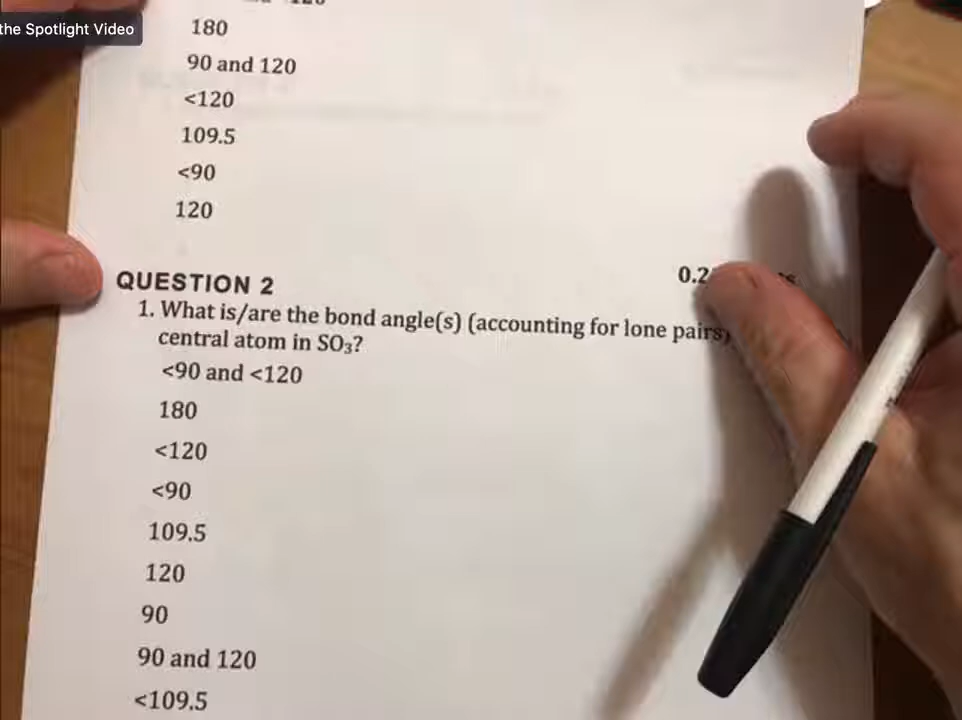 the Spotlight Video
180
90 and 120
<120
109.5
<90
120
QUESTION 2
1. What is/are the bond angle(s) (accounting for lone pairs)
central atom in SO₃?
<90 and <120
180
<120
<90
109.5
120
90
90 and 120
<109.5